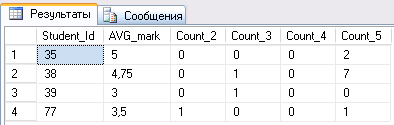 Результаты Сообщения
Student_Id AVG_mark Count_2 Count_3 Count_4 Count_5
1 35 5 0 0 0 2
2 38 4,75 0 1 0 7
3 39 3 0 1 0 0
4 77 3,5 1 0 0 1